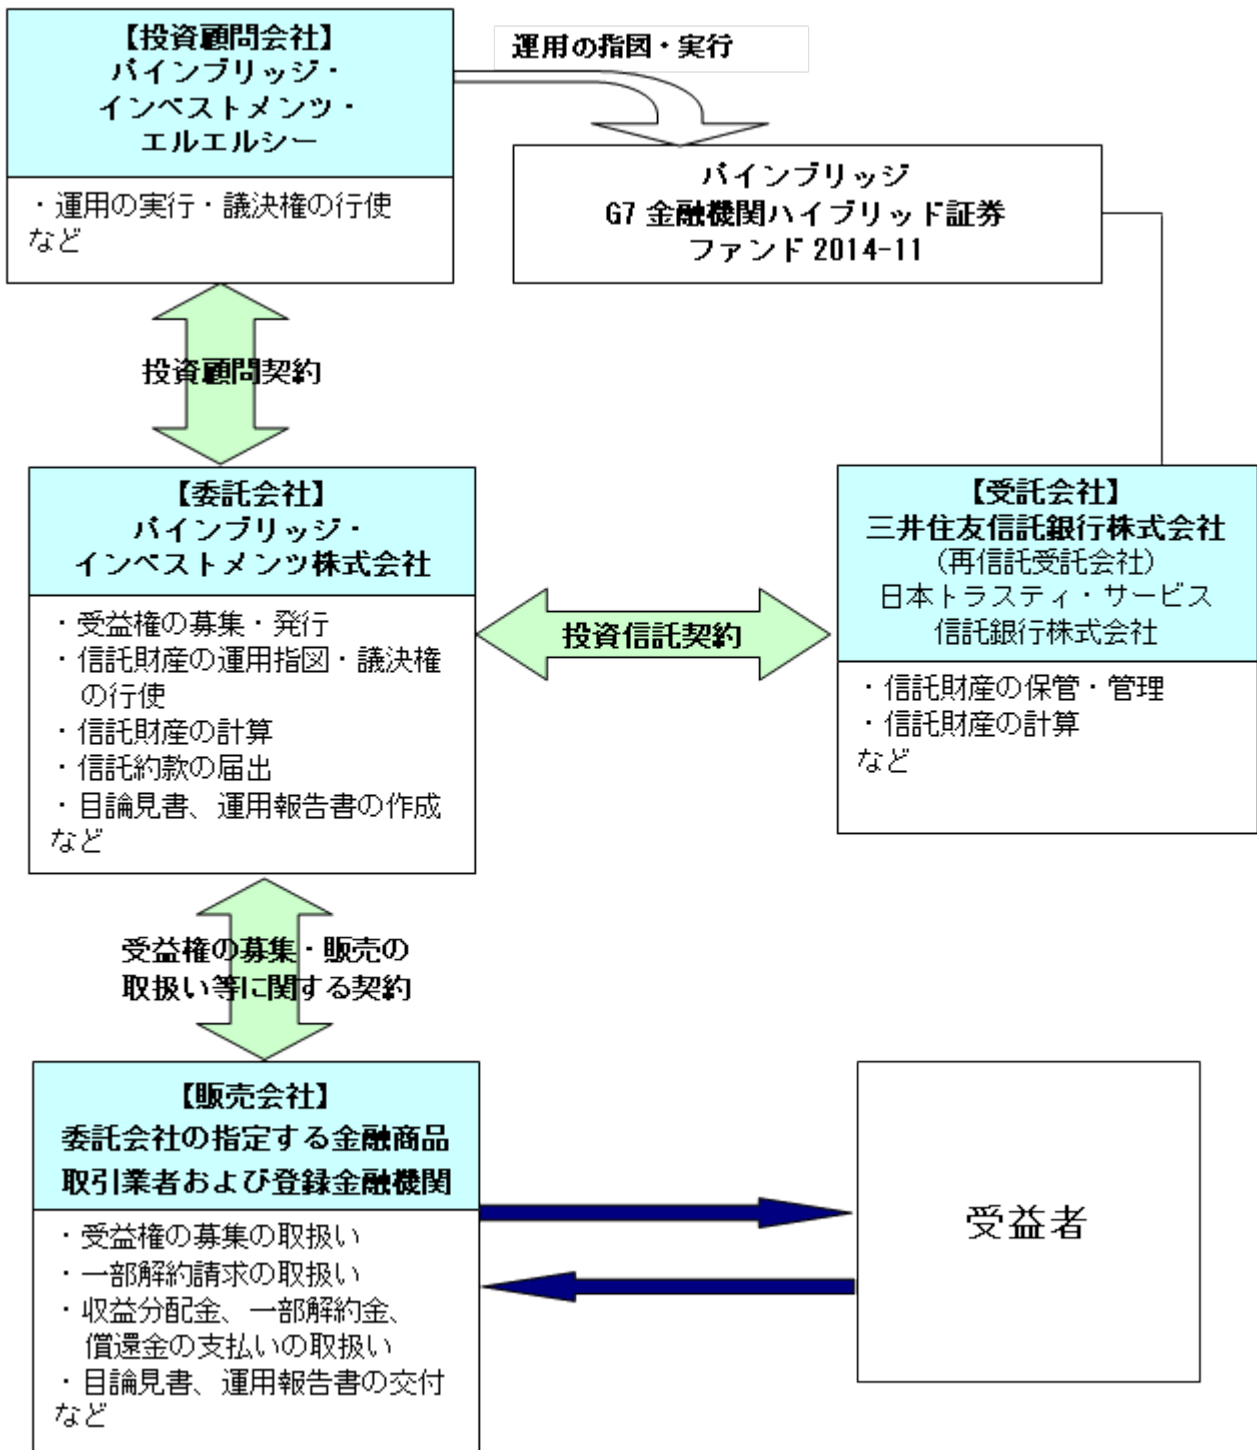 【投資顧問会社】
パインブリッジ・
インベストメンツ・
エルエルシー
・運用の実行・議決権の行使
など
運用の指図・実行
パインブリッジ
G7 金融機関ハイブリッド証券
ファンド 2014-11
投資顧問契約
【委託会社】
パインブリッジ・
インベストメンツ株式会社
・受益権の募集・発行
・信託財産の運用指図・議決権
の行使
・信託財産の計算
・信託約款の届出
・目論見書、運用報告書の作成
など
投資信託契約
【受託会社】
三井住友信託銀行株式会社
(再信託受託会社)
日本トラスティ・サービス
信託銀行株式会社
・信託財産の保管・管理
・信託財産の計算
など
受益権の募集・販売の
取扱い等に関する契約
【販売会社】
委託会社の指定する金融商品
取引業者および登録金融機関
・受益権の募集の取扱い
・一部解約請求の取扱い
・収益分配金、一部解約金、
償還金の支払いの取扱い
・目論見書、運用報告書の交付
など
受益者